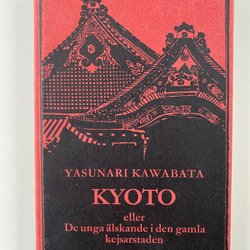 YASUNARI KAWABATA
KYOTO
eller
De unga älskande i den gamla
kejsarstaden